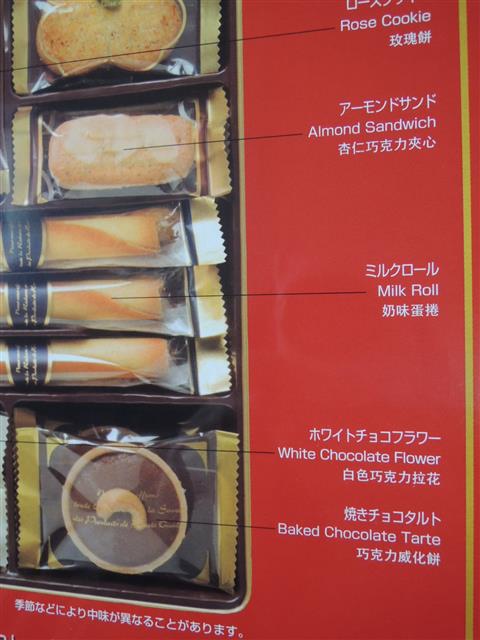 Rose Cookie
玫瑰餅
アーモンドサンド
Almond Sandwich
杏仁巧克力夾心
ミルクロール
Milk Roll
奶味蛋捲
ホワイトチョコフラワー
White Chocolate Flower
白色巧克力拉花
焼きチョコタルト
Baked Chocolate Tarte
巧克力威化餅
季節などにより中味が異なることがあります。